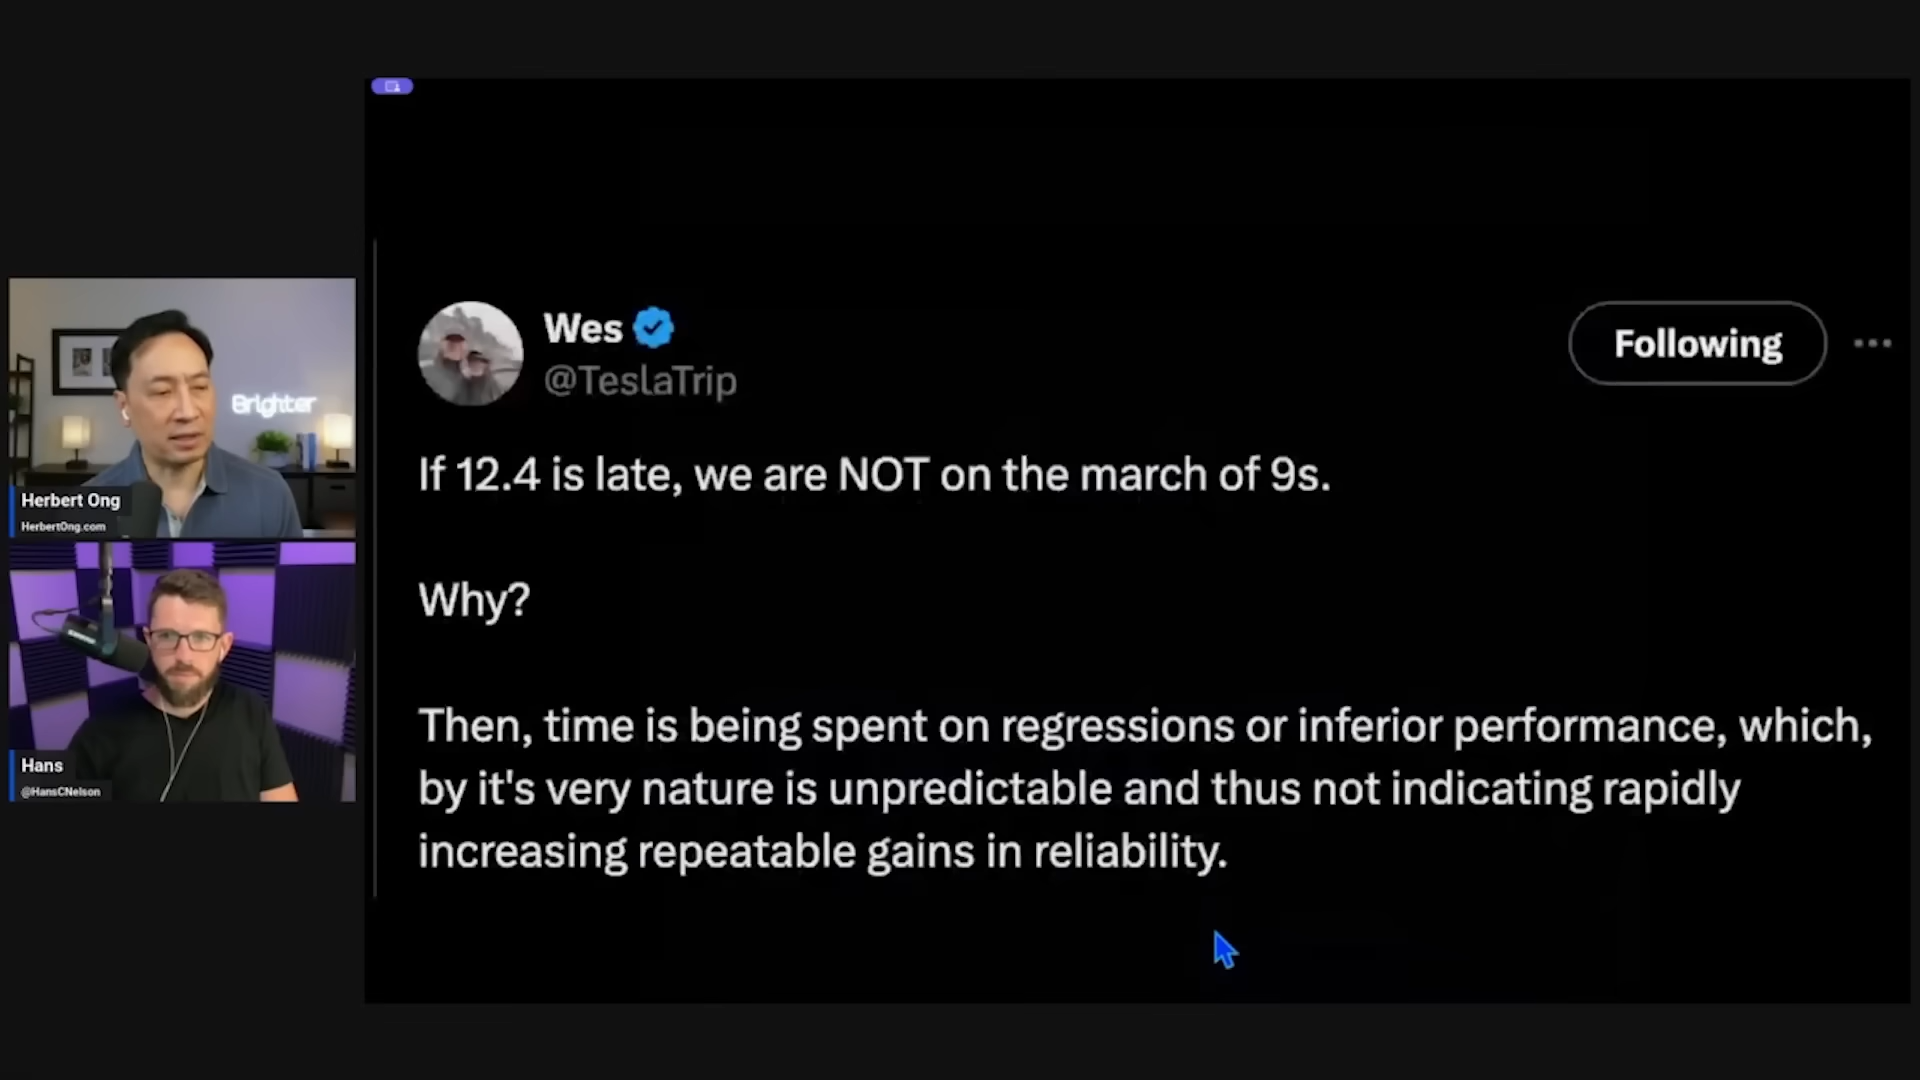 Wes
@TeslaTrip
Following
If 12.4 is late, we are NOT on the march of 9s.
Why?
Then, time is being spent on regressions or inferior performance, which,
by it's very nature is unpredictable and thus not indicating rapidly
increasing repeatable gains in reliability.
Brighter
Herbert Ong
HerbertOng.com
Hans
@HansCNelson